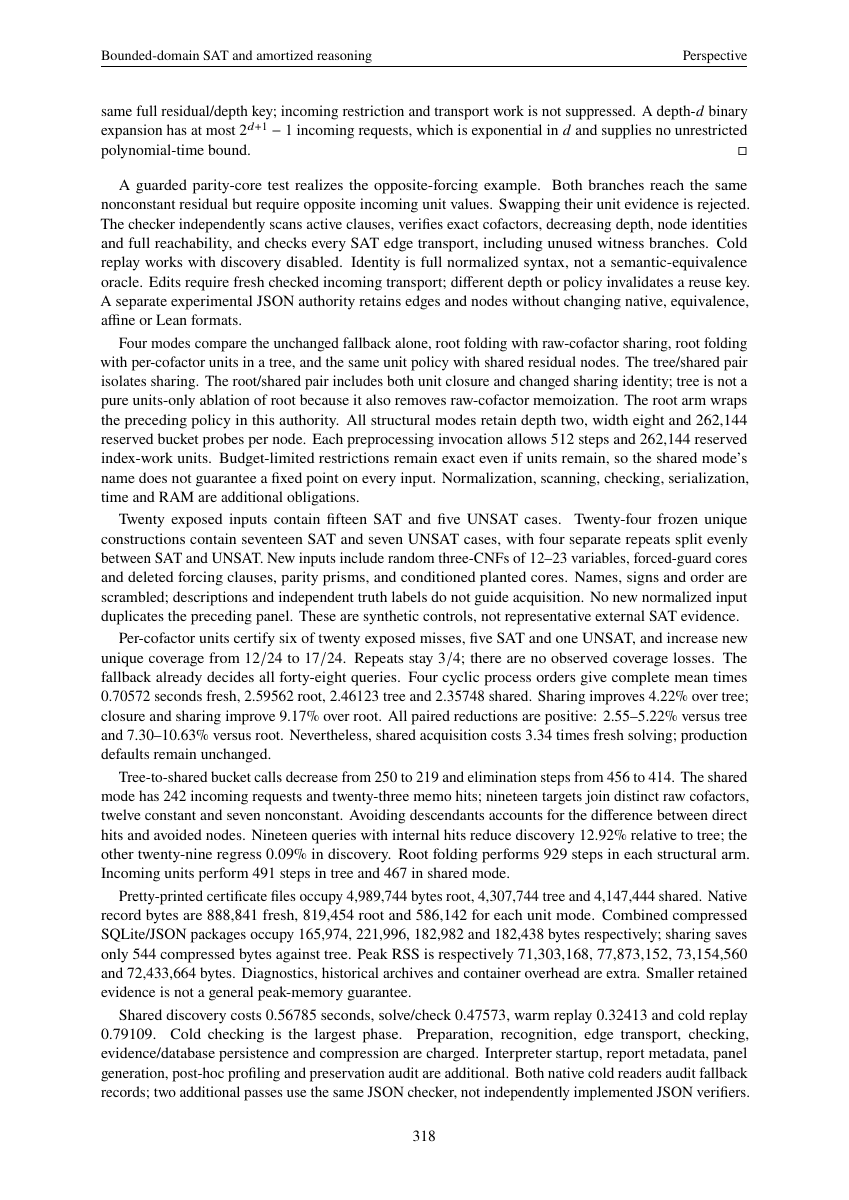 Bounded-domain SAT and amortized reasoning Perspective
same full residual/depth key; incoming restriction and transport work is not suppressed. A depth-d binary
expansion has at most 2^{d+1} − 1 incoming requests, which is exponential in d and supplies no unrestricted
polynomial-time bound. □
A guarded parity-core test realizes the opposite-forcing example. Both branches reach the same
nonconstant residual but require opposite incoming unit values. Swapping their unit evidence is rejected.
The checker independently scans active clauses, verifies exact cofactors, decreasing depth, node identities
and full reachability, and checks every SAT edge transport, including unused witness branches. Cold
replay works with discovery disabled. Identity is full normalized syntax, not a semantic-equivalence
oracle. Edits require fresh checked incoming transport; different depth or policy invalidates a reuse key.
A separate experimental JSON authority retains edges and nodes without changing native, equivalence,
affine or Lean formats.
Four modes compare the unchanged fallback alone, root folding with raw-cofactor sharing, root folding
with per-cofactor units in a tree, and the same unit policy with shared residual nodes. The tree/shared pair
isolates sharing. The root/shared pair includes both unit closure and changed sharing identity; tree is not a
pure units-only ablation of root because it also removes raw-cofactor memoization. The root arm wraps
the preceding policy in this authority. All structural modes retain depth two, width eight and 262,144
reserved bucket probes per node. Each preprocessing invocation allows 512 steps and 262,144 reserved
index-work units. Budget-limited restrictions remain exact even if units remain, so the shared mode's
name does not guarantee a fixed point on every input. Normalization, scanning, checking, serialization,
time and RAM are additional obligations.
Twenty exposed inputs contain fifteen SAT and five UNSAT cases. Twenty-four frozen unique
constructions contain seventeen SAT and seven UNSAT cases, with four separate repeats split evenly
between SAT and UNSAT. New inputs include random three-CNFs of 12–23 variables, forced-guard cores
and deleted forcing clauses, parity prisms, and conditioned planted cores. Names, signs and order are
scrambled; descriptions and independent truth labels do not guide acquisition. No new normalized input
duplicates the preceding panel. These are synthetic controls, not representative external SAT evidence.
Per-cofactor units certify six of twenty exposed misses, five SAT and one UNSAT, and increase new
unique coverage from 12/24 to 17/24. Repeats stay 3/4; there are no observed coverage losses. The
fallback already decides all forty-eight queries. Four cyclic process orders give complete mean times
0.70572 seconds fresh, 2.59562 root, 2.46123 tree and 2.35748 shared. Sharing improves 4.22% over tree;
closure and sharing improve 9.17% over root. All paired reductions are positive: 2.55–5.22% versus tree
and 7.30–10.63% versus root. Nevertheless, shared acquisition costs 3.34 times fresh solving; production
defaults remain unchanged.
Tree-to-shared bucket calls decrease from 250 to 219 and elimination steps from 456 to 414. The shared
mode has 242 incoming requests and twenty-three memo hits; nineteen targets join distinct raw cofactors,
twelve constant and seven nonconstant. Avoiding descendants accounts for the difference between direct
hits and avoided nodes. Nineteen queries with internal hits reduce discovery 12.92% relative to tree; the
other twenty-nine regress 0.09% in discovery. Root folding performs 929 steps in each structural arm.
Incoming units perform 491 steps in tree and 467 in shared mode.
Pretty-printed certificate files occupy 4,989,744 bytes root, 4,307,744 tree and 4,147,444 shared. Native
record bytes are 888,841 fresh, 819,454 root and 586,142 for each unit mode. Combined compressed
SQLite/JSON packages occupy 165,974, 221,996, 182,982 and 182,438 bytes respectively; sharing saves
only 544 compressed bytes against tree. Peak RSS is respectively 71,303,168, 77,873,152, 73,154,560
and 72,433,664 bytes. Diagnostics, historical archives and container overhead are extra. Smaller retained
evidence is not a general peak-memory guarantee.
Shared discovery costs 0.56785 seconds, solve/check 0.47573, warm replay 0.32413 and cold replay
0.79109. Cold checking is the largest phase. Preparation, recognition, edge transport, checking,
evidence/database persistence and compression are charged. Interpreter startup, report metadata, panel
generation, post-hoc profiling and preservation audit are additional. Both native cold readers audit fallback
records; two additional passes use the same JSON checker, not independently implemented JSON verifiers.
318